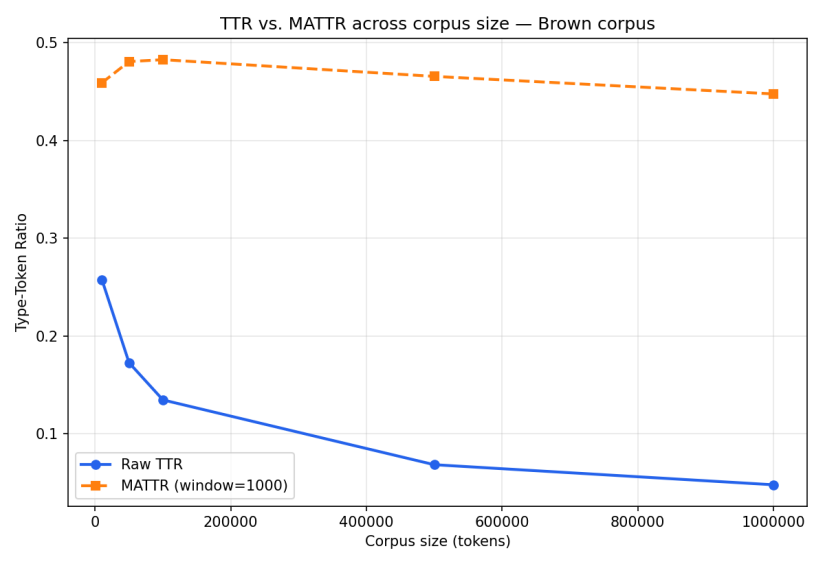 TTR vs. MATTR across corpus size — Brown corpus
Type-Token Ratio
0.5
0.4
0.3
0.2
0.1
Raw TTR
MATTR (window=1000)
0 200000 400000 600000 800000 1000000
Corpus size (tokens)